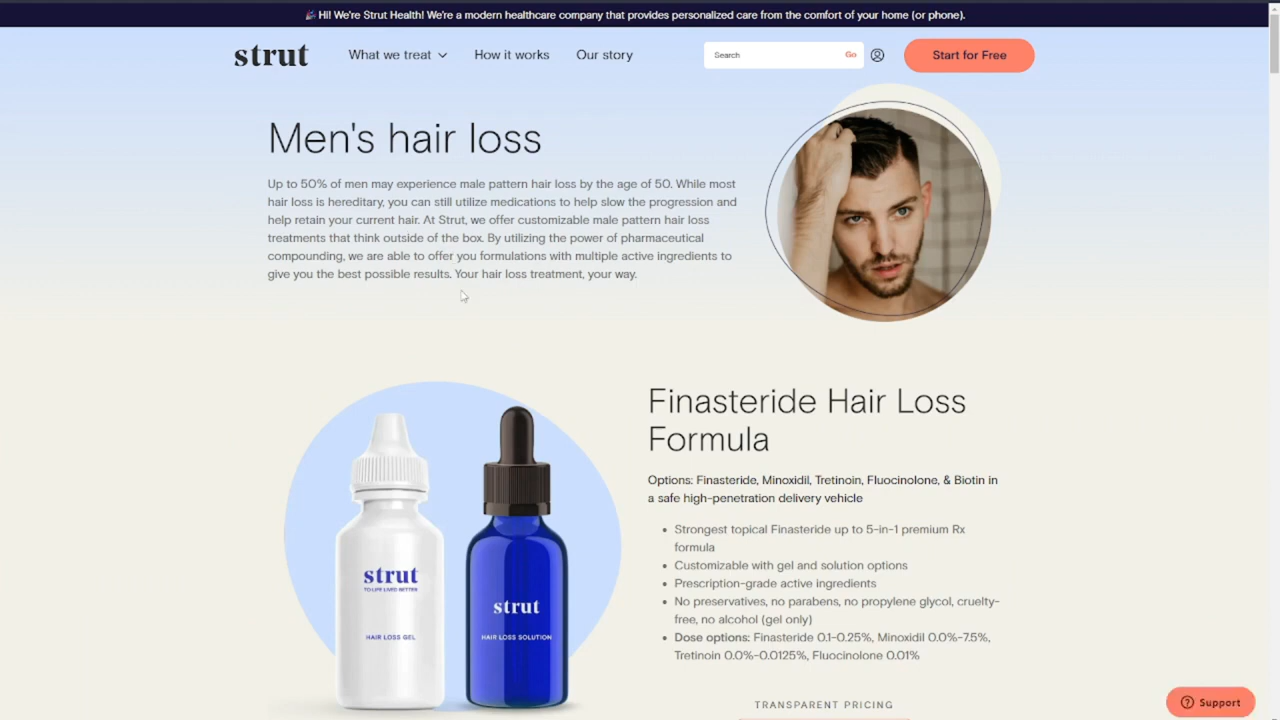 🎉 Hi! We're Strut Health! We're a modern healthcare company that provides personalized care from the comfort of your home (or phone).
strut
What we treat
How it works
Our story
Search
Go
Start for Free
Men's hair loss
Up to 50% of men may experience male pattern hair loss by the age of 50. While most
hair loss is hereditary, you can still utilize medications to help slow the progression and
help retain your current hair. At Strut, we offer customizable male pattern hair loss
treatments that think outside of the box. By utilizing the power of pharmaceutical
compounding, we are able to offer you formulations with multiple active ingredients to
give you the best possible results. Your hair loss treatment, your way.
strut
TO LIFE LIVED BETTER
HAIR LOSS GEL
strut
HAIR LOSS SOLUTION
Finasteride Hair Loss
Formula
Options: Finasteride, Minoxidil, Tretinoin, Fluocinolone, & Biotin in
a safe high-penetration delivery vehicle
• Strongest topical Finasteride up to 5-in-1 premium Rx
formula
• Customizable with gel and solution options
• Prescription-grade active ingredients
• No preservatives, no parabens, no propylene glycol, cruelty-
free, no alcohol (gel only)
• Dose options: Finasteride 0.1-0.25%, Minoxidil 0.0%-7.5%,
Tretinoin 0.0%-0.0125%, Fluocinolone 0.01%
TRANSPARENT PRICING
Support